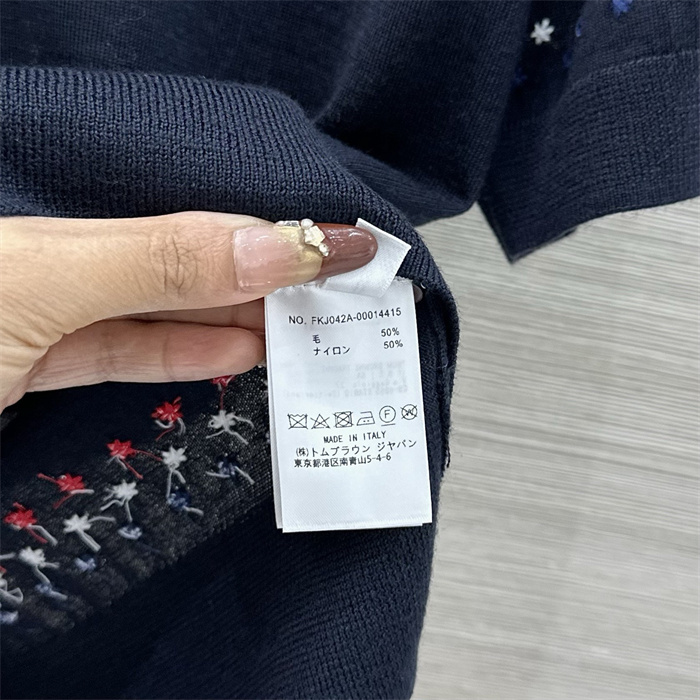 NO. FKJ042A-00014415
毛 50%
ナイロン 50%
MADE IN ITALY
(株)トムブラウン ジャパン
東京都港区南青山5-4-6